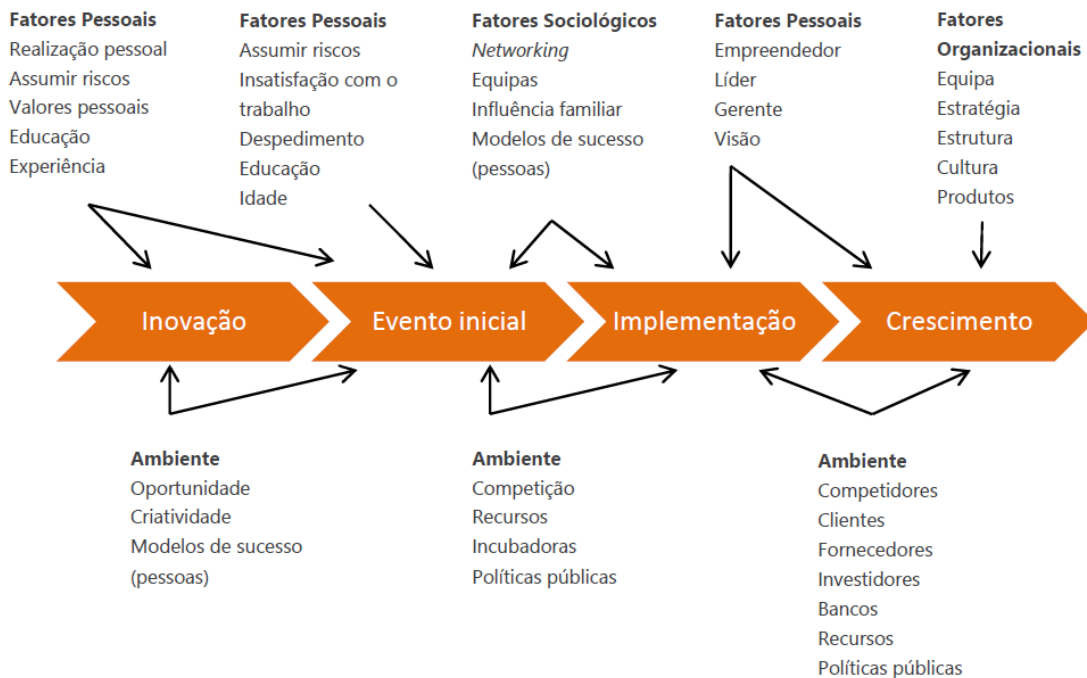 Fatores Pessoais
Realização pessoal
Assumir riscos
Valores pessoais
Educação
Experiência
Fatores Pessoais
Assumir riscos
Insatisfação com o
trabalho
Despedimento
Educação
Idade
Fatores Sociológicos
Networking
Equipas
Influência familiar
Modelos de sucesso
(pessoas)
Fatores Pessoais
Empreendedor
Líder
Gerente
Visão
Fatores
Organizacionais
Equipa
Estratégia
Estrutura
Cultura
Produtos
Inovação
Evento inicial
Implementação
Crescimento
Ambiente
Oportunidade
Criatividade
Modelos de sucesso
(pessoas)
Ambiente
Competição
Recursos
Incubadoras
Políticas públicas
Ambiente
Competidores
Clientes
Fornecedores
Investidores
Bancos
Recursos
Políticas públicas